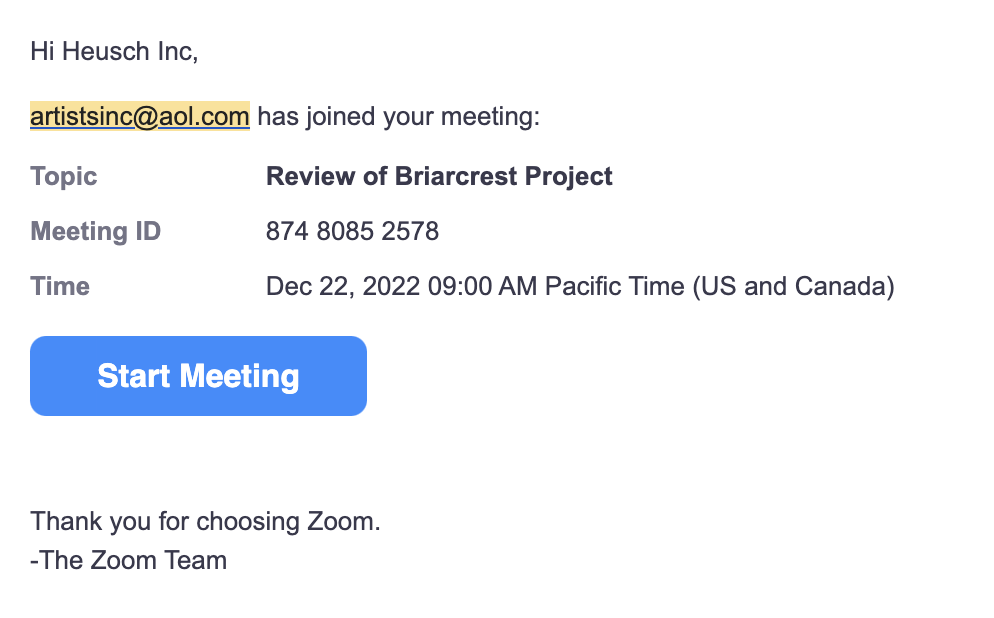 Hi Heusch Inc,
artistsinc@aol.com has joined your meeting:
Topic Review of Briarcrest Project
Meeting ID 874 8085 2578
Time Dec 22, 2022 09:00 AM Pacific Time (US and Canada)
Start Meeting
Thank you for choosing Zoom.
-The Zoom Team